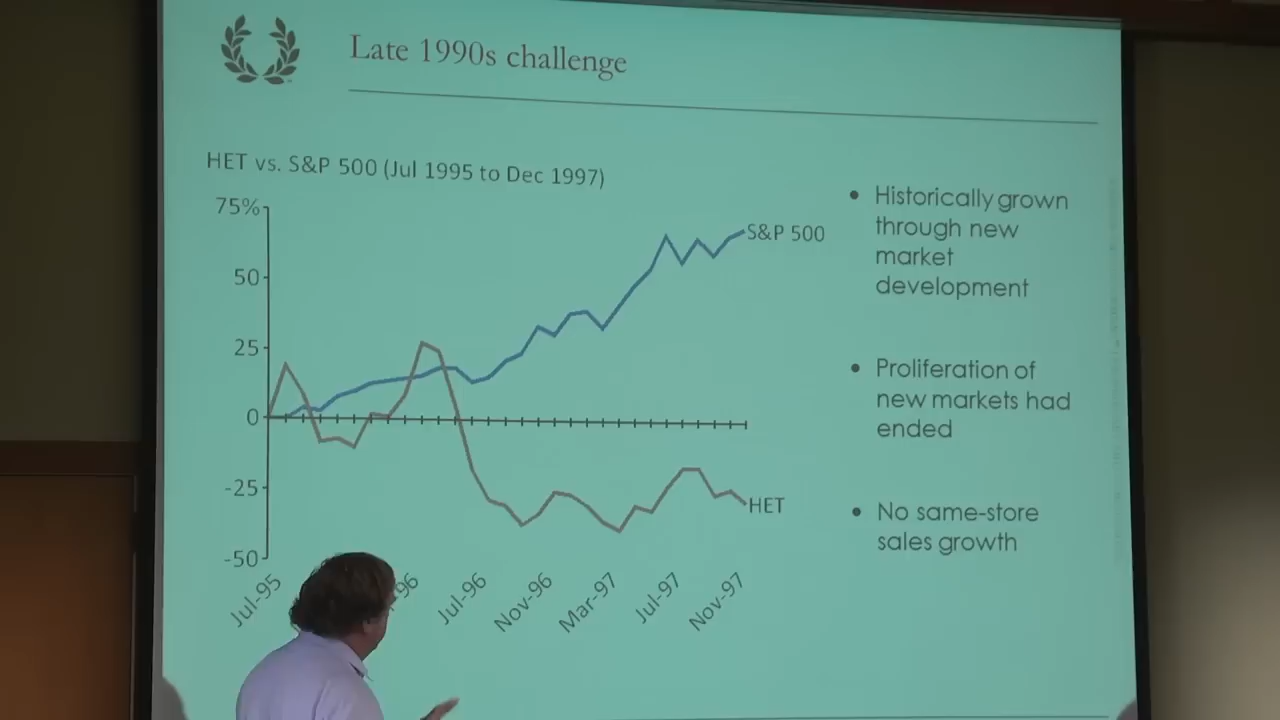 Late 1990s challenge
HET vs. S&P 500 (Jul 1995 to Dec 1997)
75%
50
25
0
-25
-50
S&P 500
HET
Jul-95
96
Jul-96
Nov-96
Mar-97
Jul-97
Nov-97
• Historically grown
through new
market
development
• Proliferation of
new markets had
ended
• No same-store
sales growth